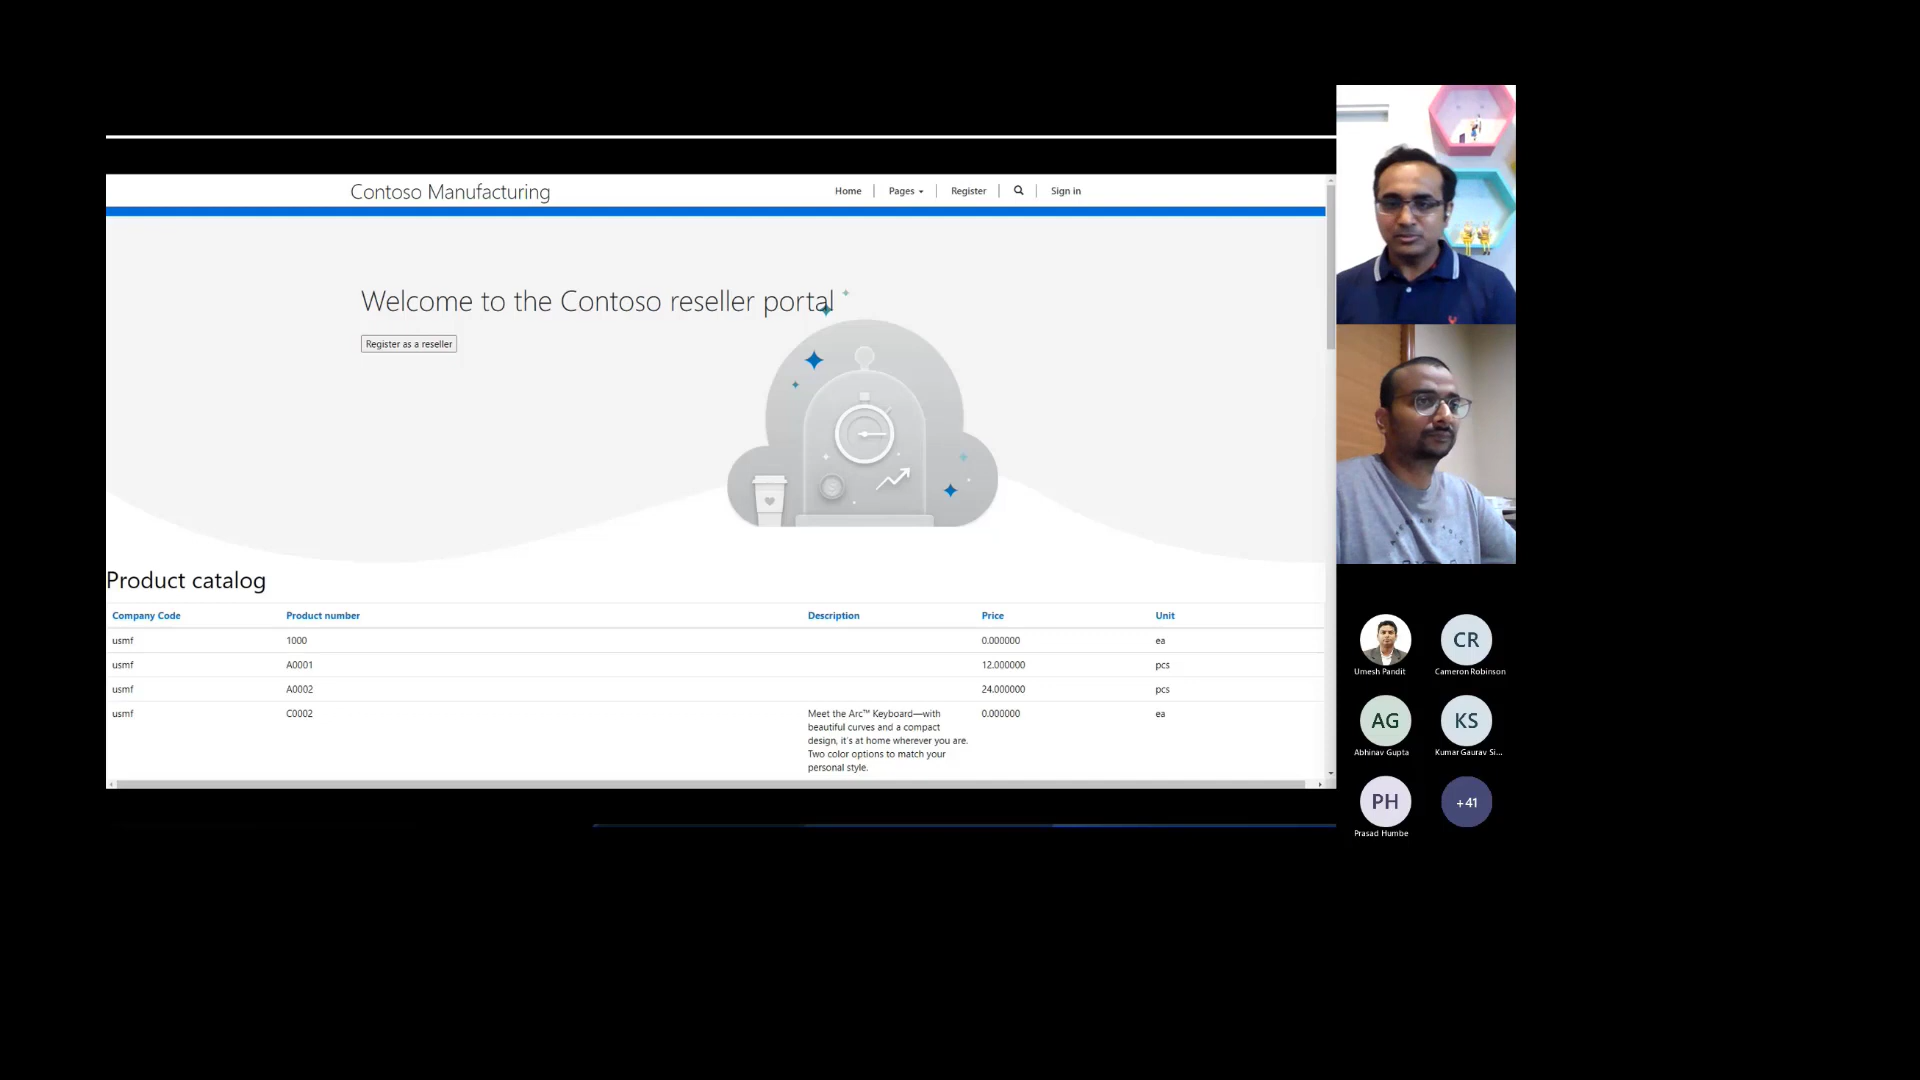 Contoso Manufacturing
Home
Pages
Register
Sign in
Welcome to the Contoso reseller portal
Register as a reseller
Product catalog
Company Code Product number Description Price Unit
usmf 1000 0.000000 ea
usmf A0001 12.000000 pcs
usmf A0002 24.000000 pcs
usmf C0002 Meet the Arc™ Keyboard—with 0.000000 ea
beautiful curves and a compact
design, it's at home wherever you are.
Two color options to match your
personal style.
Umesh Pandit
CR
Cameron Robinson
AG
Abhinav Gupta
KS
Kumar Gaurav Si...
PH
Prasad Humbe
+41